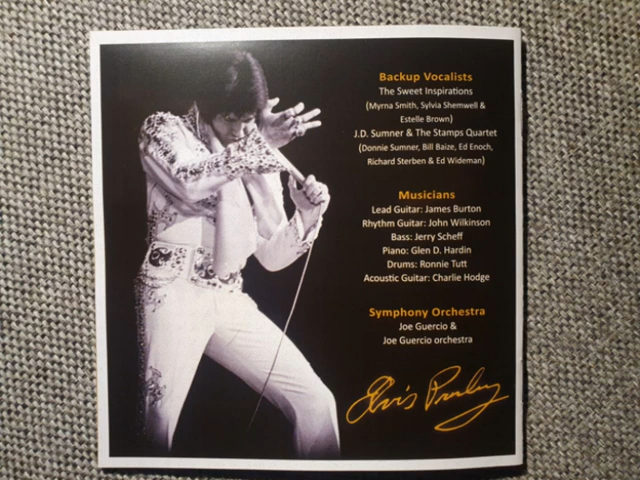 Backup Vocalists
The Sweet Inspirations
(Myrna Smith, Sylvia Shemwell &
Estelle Brown)
J.D. Sumner & The Stamps Quartet
(Donnie Sumner, Bill Baize, Ed Enoch,
Richard Sterben & Ed Wideman)
Musicians
Lead Guitar: James Burton
Rhythm Guitar: John Wilkinson
Bass: Jerry Scheff
Piano: Glen D. Hardin
Drums: Ronnie Tutt
Acoustic Guitar: Charlie Hodge
Symphony Orchestra
Joe Guercio &
Joe Guercio orchestra
Elvis Presley